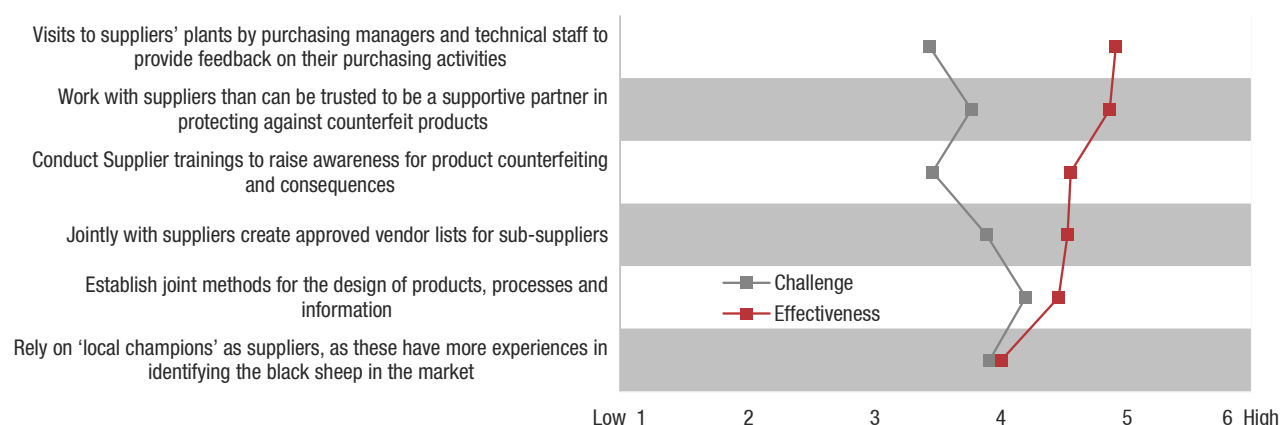 Visits to suppliers’ plants by purchasing managers and technical staff to
provide feedback on their purchasing activities
Work with suppliers than can be trusted to be a supportive partner in
protecting against counterfeit products
Conduct Supplier trainings to raise awareness for product counterfeiting
and consequences
Jointly with suppliers create approved vendor lists for sub-suppliers
Establish joint methods for the design of products, processes and
information
Rely on ‘local champions’ as suppliers, as these have more experiences in
identifying the black sheep in the market
Challenge
Effectiveness
Low 1 2 3 4 5 6 High